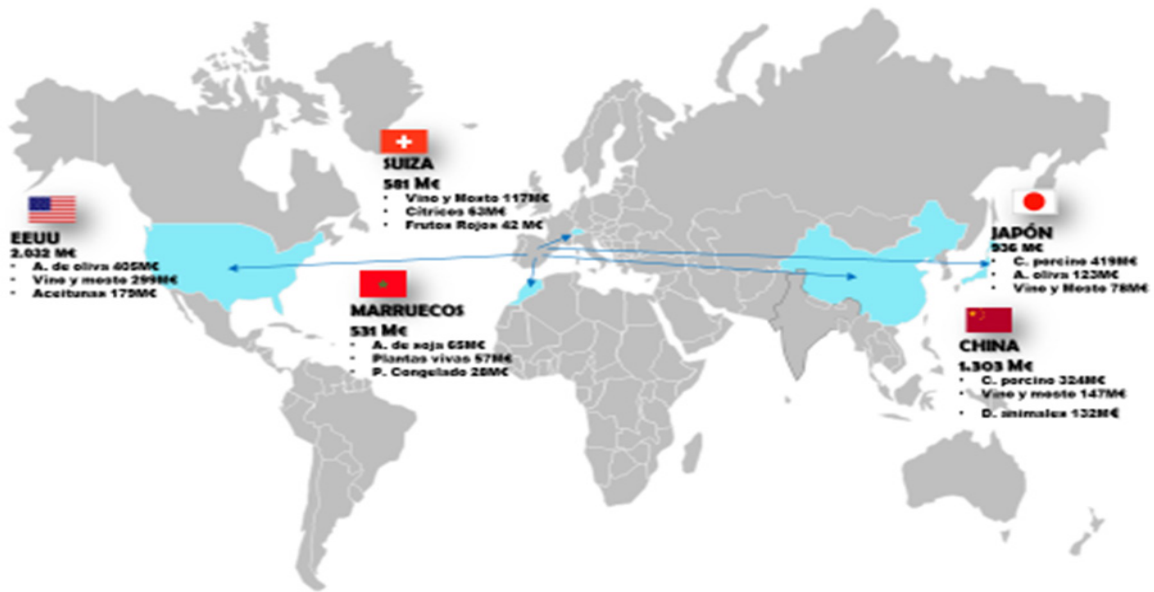 SUIZA
581 M€
• Vino y Mosto 117M€
• Cítricos 63M€
• Frutos Rojos 42 M€
EEUU
2.032 M€
• A. de oliva 405M€
• Vino y mosto 299M€
• Aceitunas 179M€
MARRUECOS
531 M€
• A. de soja 65M€
• Plantas vivas 57M€
• P. Congelado 28M€
JAPÓN
936 M€
• C. porcino 419M€
• A. oliva 123M€
• Vino y Mosto 78M€
CHINA
1.303 M€
• C. porcino 324M€
• Vino y mosto 147M€
• D. animales 132M€